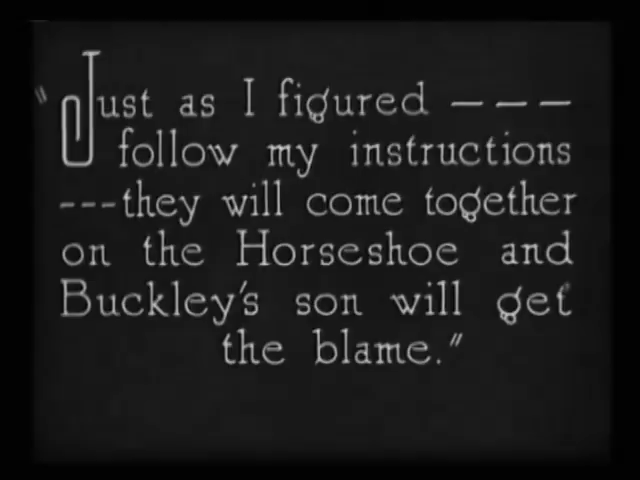 "Just as I figured ----
follow my instructions
---they will come together
on the Horseshoe and
Buckley's son will get
the blame."